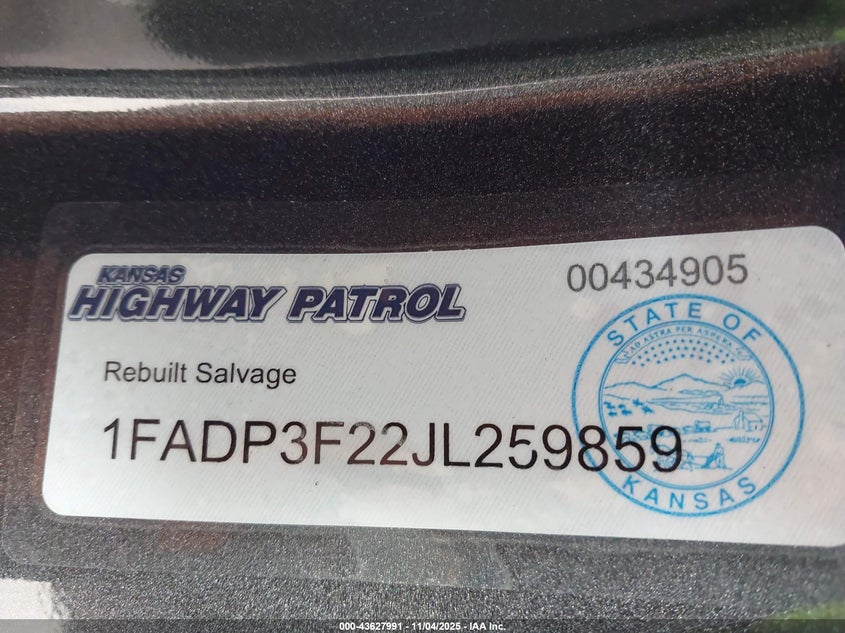 KANSAS
HIGHWAY PATROL
00434905
STATE OF
AD ASTRA PER ASPERA
Rebuilt Salvage
1FADP3F22JL259859
KANSAS
000-43627991 - 11/04/2025 - IAA Inc.